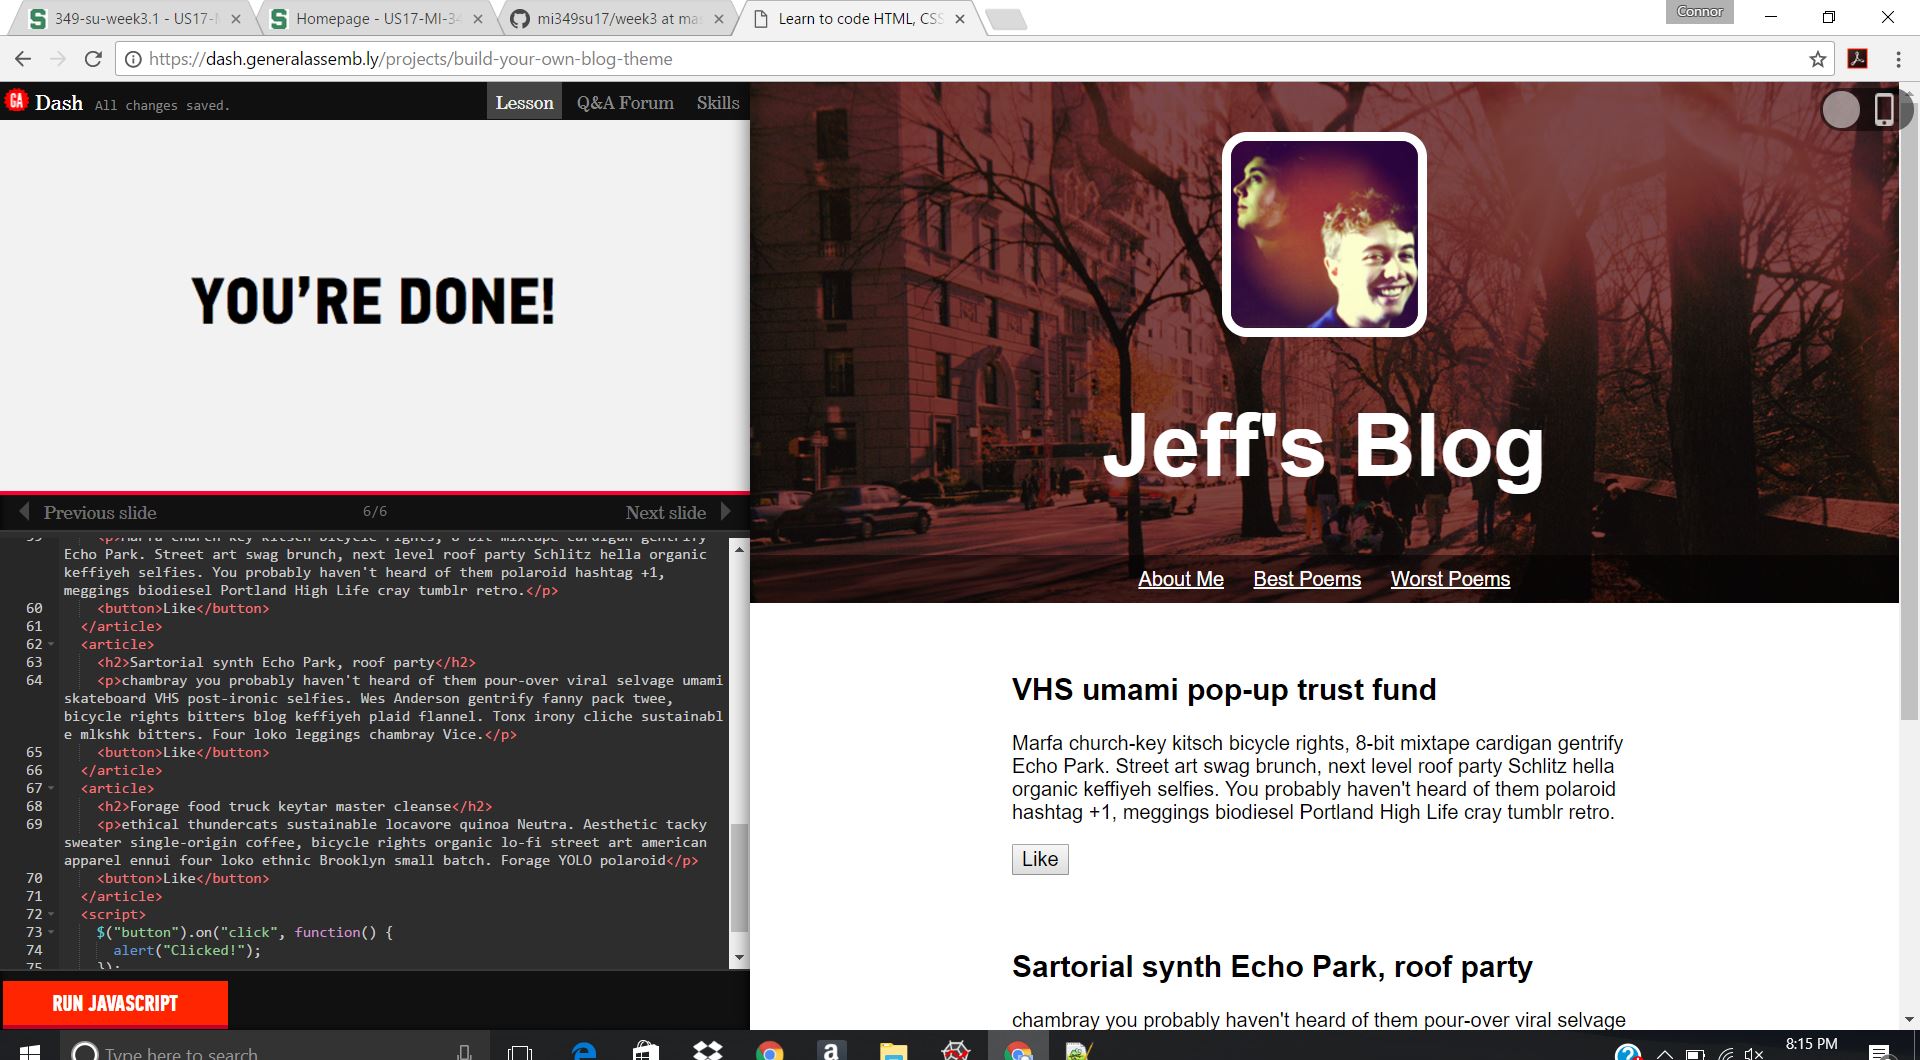 349-su-week3.1 - US17-M
Homepage - US17-MI-34
mi349su17/week3 at mas
Learn to code HTML, CSS
Connor
https://dash.generalassemb.ly/projects/build-your-own-blog-theme
GA
Dash
All changes saved.
Lesson
Q&A Forum
Skills
YOU'RE DONE!
Previous slide
6/6
Next slide
<p>Marfa church-key kitsch bicycle rights, 8-bit mixtape cardigan gentrify
Echo Park. Street art swag brunch, next level roof party Schlitz hella organic
keffiyeh selfies. You probably haven't heard of them polaroid hashtag +1,
meggings biodiesel Portland High Life cray tumblr retro.</p>
60 <button>Like</button>
61 </article>
62 <article>
63 <h2>Sartorial synth Echo Park, roof party</h2>
64 <p>chambray you probably haven't heard of them pour-over viral selvage umami
skateboard VHS post-ironic selfies. Wes Anderson gentrify fanny pack twee,
bicycle rights bitters blog keffiyeh plaid flannel. Tonx irony cliche sustainabl
e mlkshk bitters. Four loko leggings chambray Vice.</p>
65 <button>Like</button>
66 </article>
67 <article>
68 <h2>Forage food truck keytar master cleanse</h2>
69 <p>ethical thundercats sustainable locavore quinoa Neutra. Aesthetic tacky
sweater single-origin coffee, bicycle rights organic lo-fi street art american
apparel ennui four loko ethnic Brooklyn small batch. Forage YOLO polaroid</p>
70 <button>Like</button>
71 </article>
72 <script>
73 $("button").on("click", function() {
74 alert("Clicked!");
75 });
RUN JAVASCRIPT
Jeff's Blog
About Me
Best Poems
Worst Poems
VHS umami pop-up trust fund
Marfa church-key kitsch bicycle rights, 8-bit mixtape cardigan gentrify
Echo Park. Street art swag brunch, next level roof party Schlitz hella
organic keffiyeh selfies. You probably haven't heard of them polaroid
hashtag +1, meggings biodiesel Portland High Life cray tumblr retro.
Like
Sartorial synth Echo Park, roof party
chambray you probably haven't heard of them pour-over viral selvage
Type here to search
8:15 PM